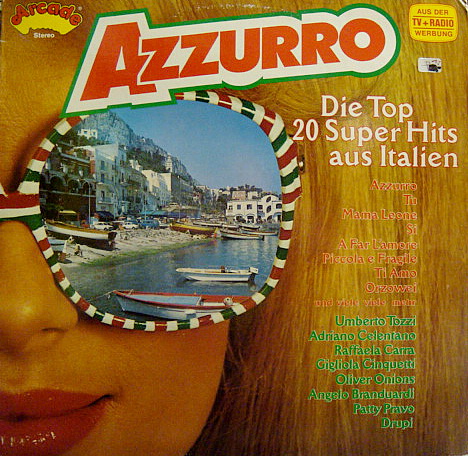 Arcade
Stereo
AZZURRO
AUS DER
TV+RADIO
WERBUNG
Die Top
20 Super Hits
aus Italien
Azzurro
Tu
Mama Leone
Si
A Far L'amore
Piccola e Fragile
Ti Amo
Orzowei
und viele viele mehr
Umberto Tozzi
Adriano Celentano
Raffaela Carra
Gigliola Cinquetti
Oliver Onions
Angelo Branduardi
Patty Pravo
Drupi